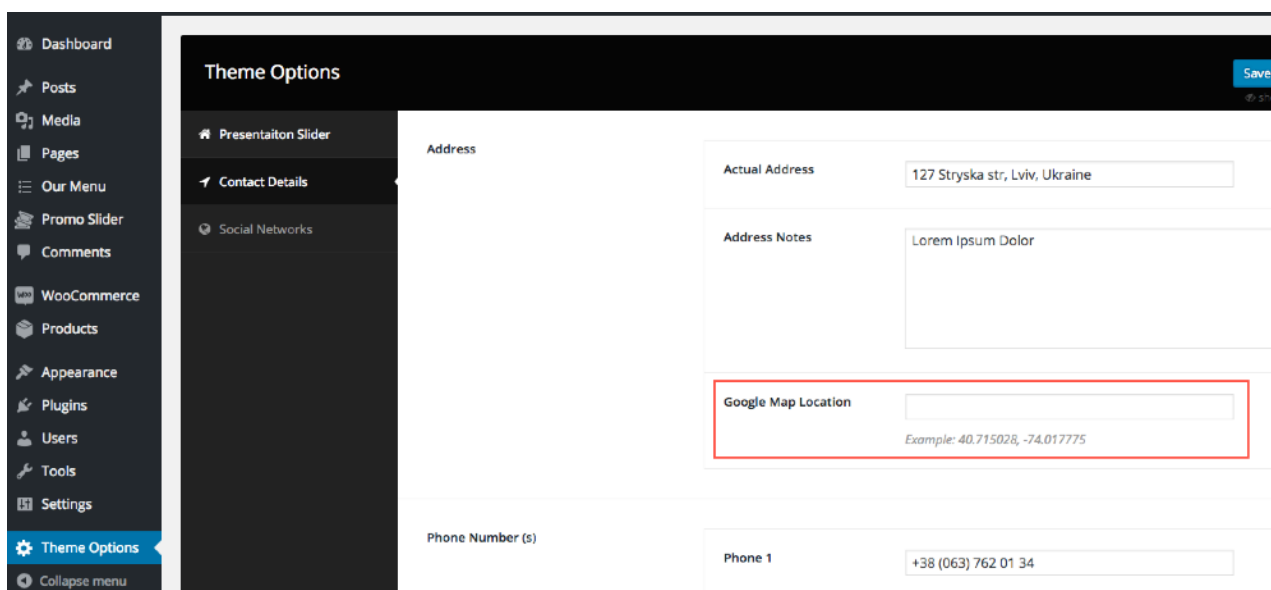 Dashboard
Posts
Media
Pages
Our Menu
Promo Slider
Comments
WooCommerce
Products
Appearance
Plugins
Users
Tools
Settings
Theme Options
Collapse menu
Theme Options
Save
Presentaiton Slider
Contact Details
Social Networks
Address
Actual Address
127 Stryska str, Lviv, Ukraine
Address Notes
Lorem Ipsum Dolor
Google Map Location
Example: 40.715028, -74.017775
Phone Number (s)
Phone 1
+38 (063) 762 01 34